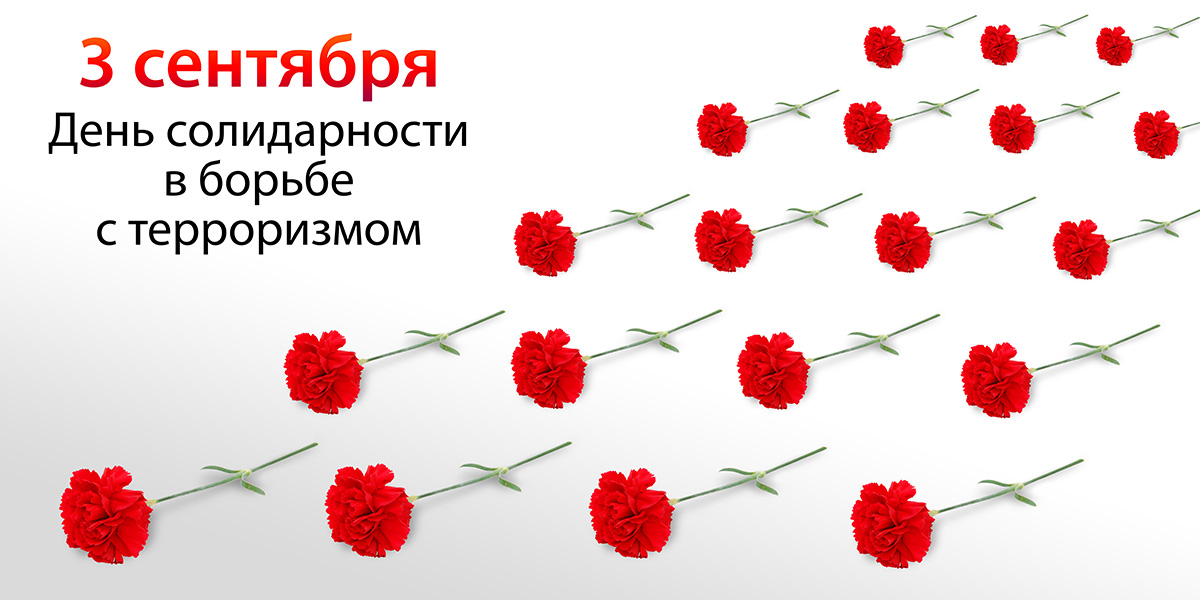 3 сентября
День солидарности
в борьбе
с терроризмом